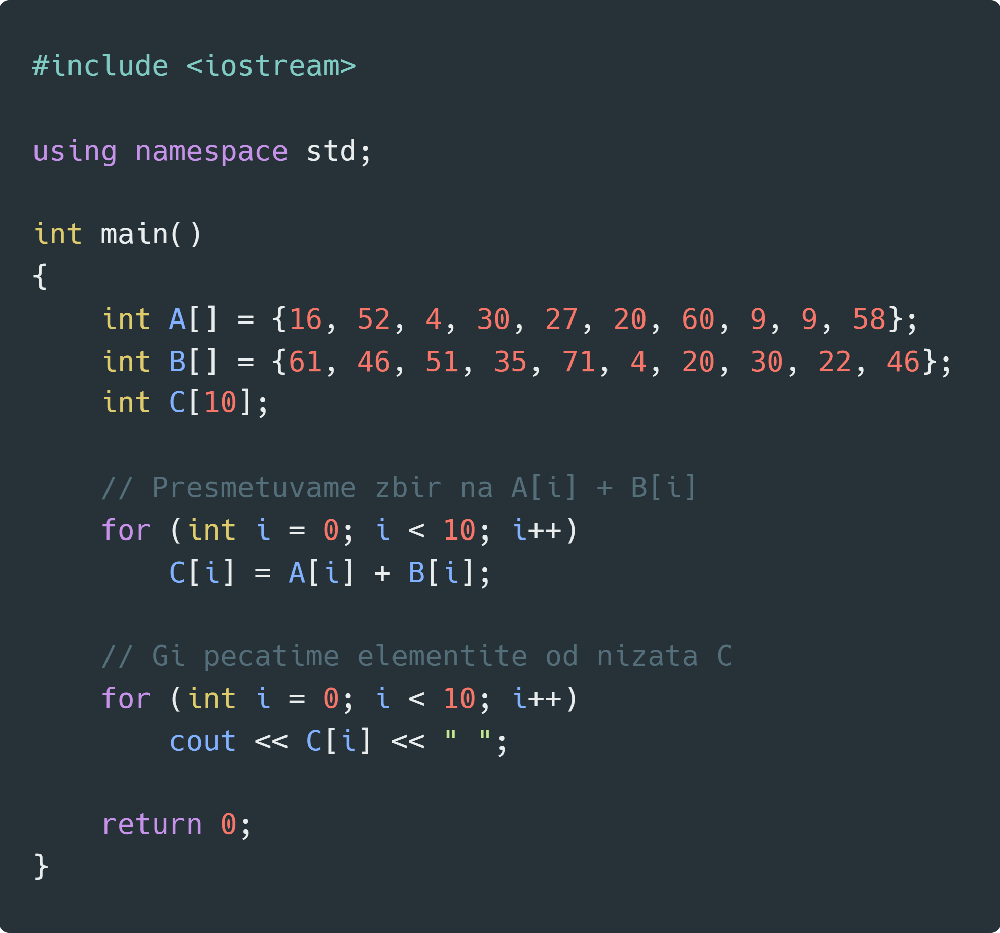 #include <iostream>
using namespace std;
int main()
{
    int A[] = {16, 52, 4, 30, 27, 20, 60, 9, 9, 58};
    int B[] = {61, 46, 51, 35, 71, 4, 20, 30, 22, 46};
    int C[10];
    // Presmetuvame zbir na A[i] + B[i]
    for (int i = 0; i < 10; i++)
        C[i] = A[i] + B[i];
    // Gi pecatime elementite od nizata C
    for (int i = 0; i < 10; i++)
        cout << C[i] << " ";
    return 0;
}